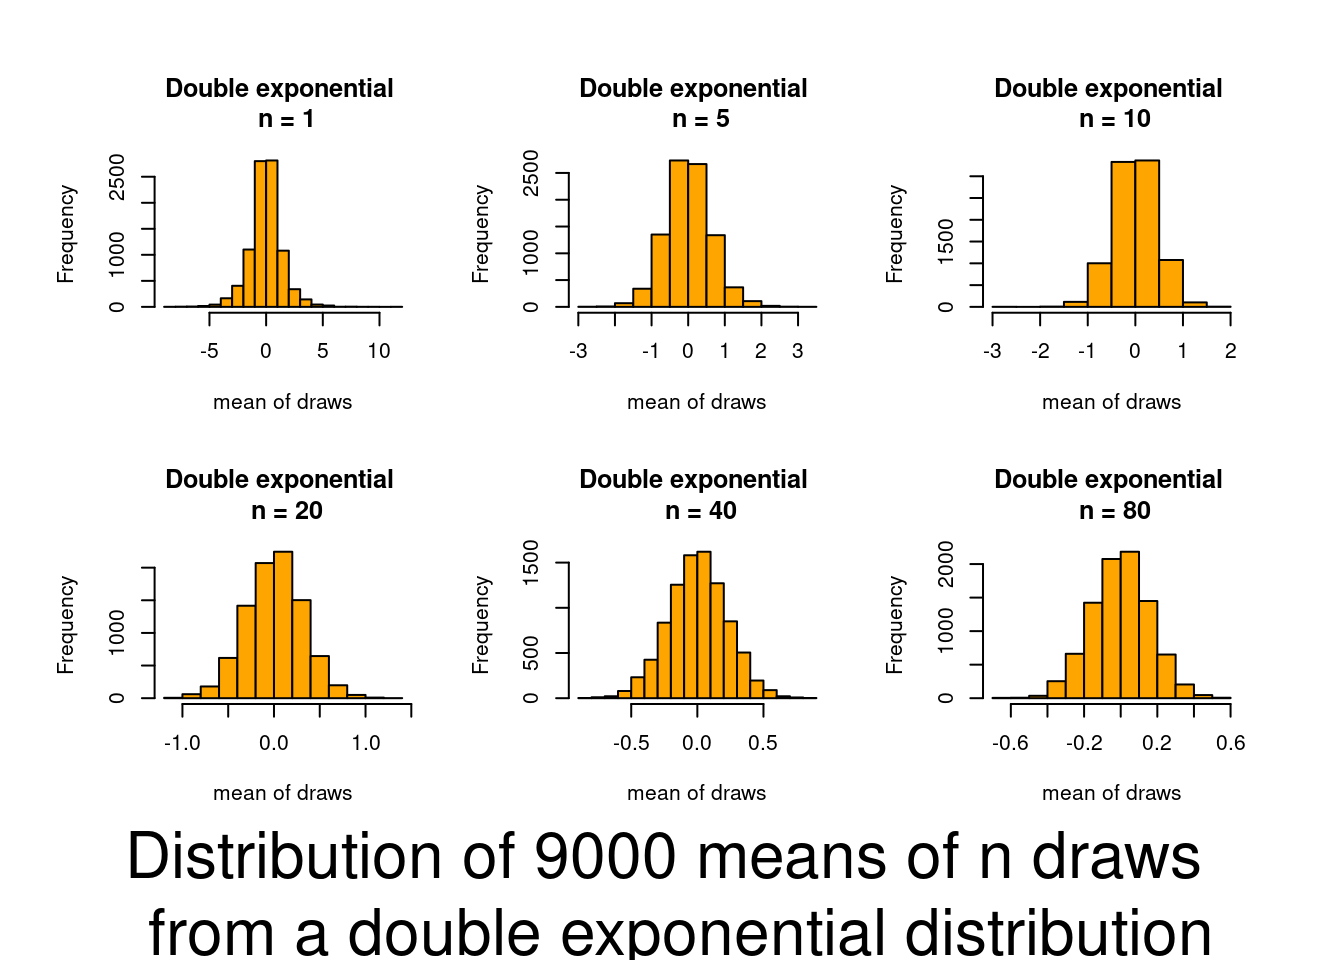 Double exponential
n = 1
Frequency
0 1000 2500
-5 0 5 10
mean of draws
Double exponential
n = 5
Frequency
0 1000 2500
-3 -1 0 1 2 3
mean of draws
Double exponential
n = 10
Frequency
0 1500
-3 -2 -1 0 1 2
mean of draws
Double exponential
n = 20
Frequency
0 1000
-1.0 0.0 1.0
mean of draws
Double exponential
n = 40
Frequency
0 500 1500
-0.5 0.0 0.5
mean of draws
Double exponential
n = 80
Frequency
0 1000 2000
-0.6 -0.2 0.2 0.6
mean of draws
Distribution of 9000 means of n draws
from a double exponential distribution